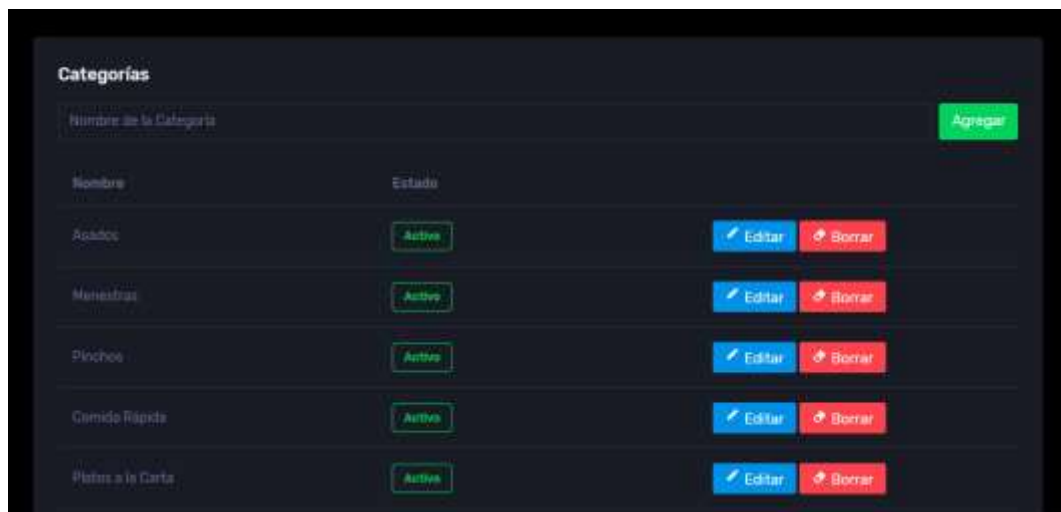 Categorías
Nombre de la Categoría
Agregar
Nombre Estado
Asados Activo Editar Borrar
Menestras Activo Editar Borrar
Pinchos Activo Editar Borrar
Comida Rápida Activo Editar Borrar
Platos a la Carta Activo Editar Borrar